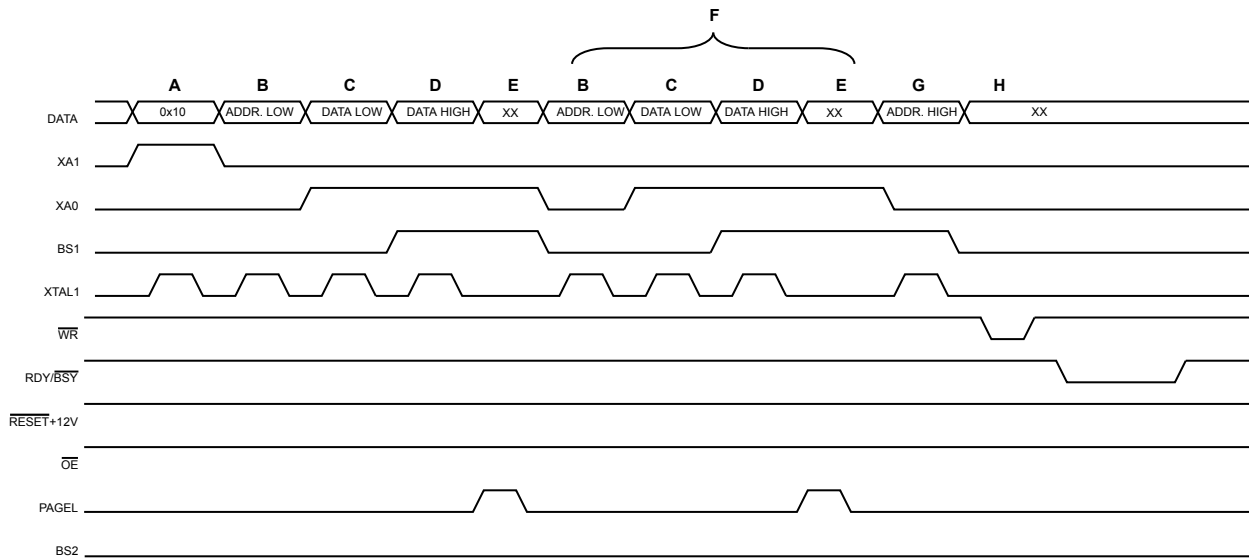 F
A B C D E B C D E G H
DATA 0x10 ADDR. LOW DATA LOW DATA HIGH XX ADDR. LOW DATA LOW DATA HIGH XX ADDR. HIGH XX
XA1
XA0
BS1
XTAL1
WR
RDY/BSY
RESET+12V
OE
PAGEL
BS2